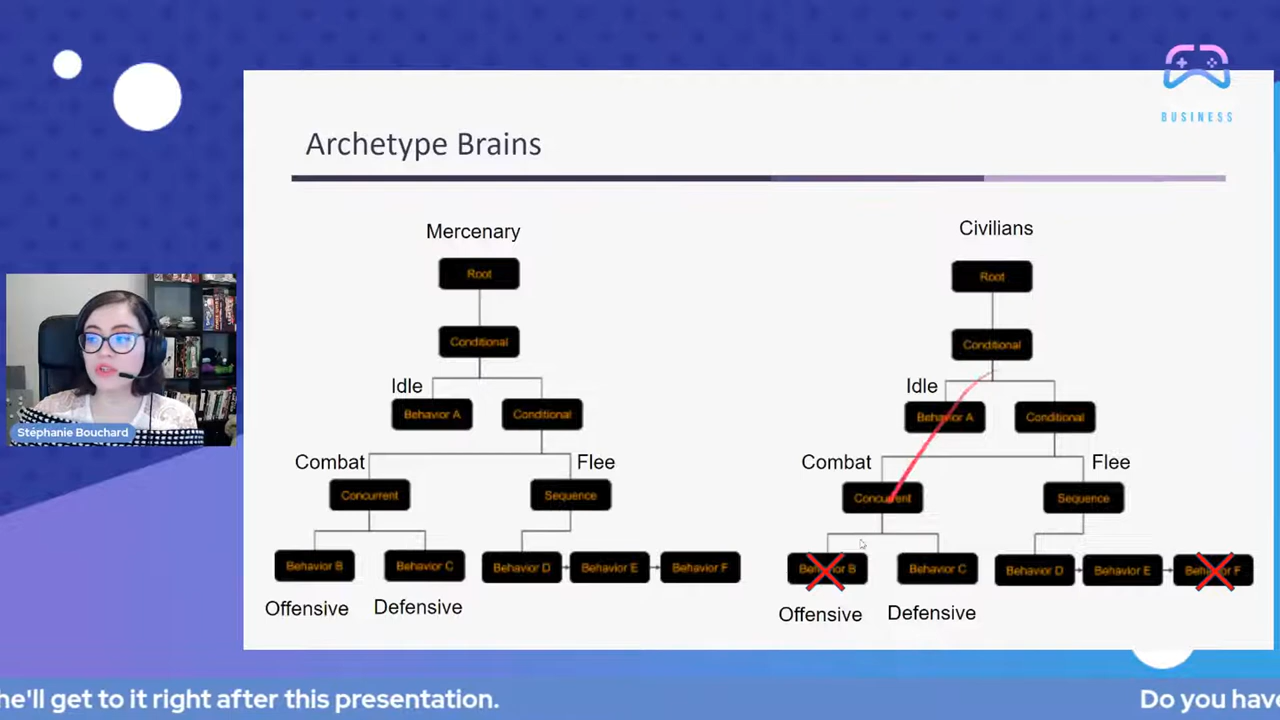 BUSINESS
Archetype Brains
Mercenary
Root
Conditional
Idle
Behavior A
Conditional
Combat
Flee
Concurrent
Sequence
Behavior B
Behavior C
Behavior D
Behavior E
Behavior F
Offensive
Defensive
Civilians
Root
Conditional
Idle
Behavior A
Conditional
Combat
Flee
Concurrent
Sequence
Behavior B
Behavior C
Behavior D
Behavior E
Behavior F
Offensive
Defensive
Stéphanie Bouchard
he'll get to it right after this presentation.
Do you have